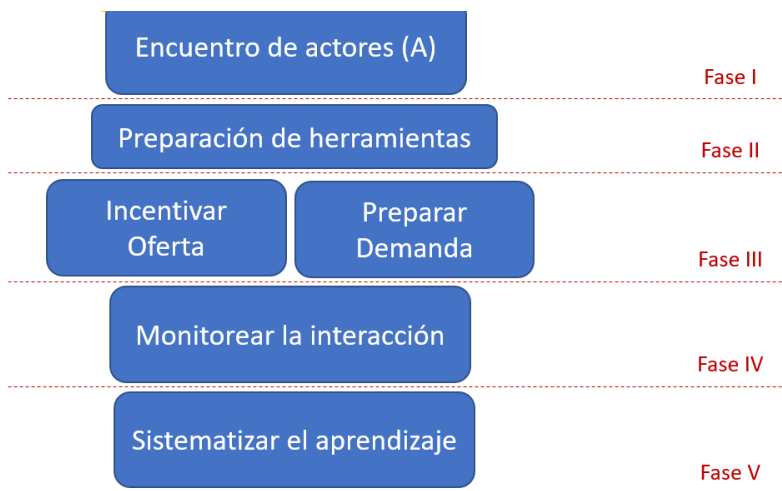 Encuentro de actores (A)
Fase I
Preparación de herramientas
Fase II
Incentivar
Oferta
Preparar
Demanda
Fase III
Monitorear la interacción
Fase IV
Sistematizar el aprendizaje
Fase V